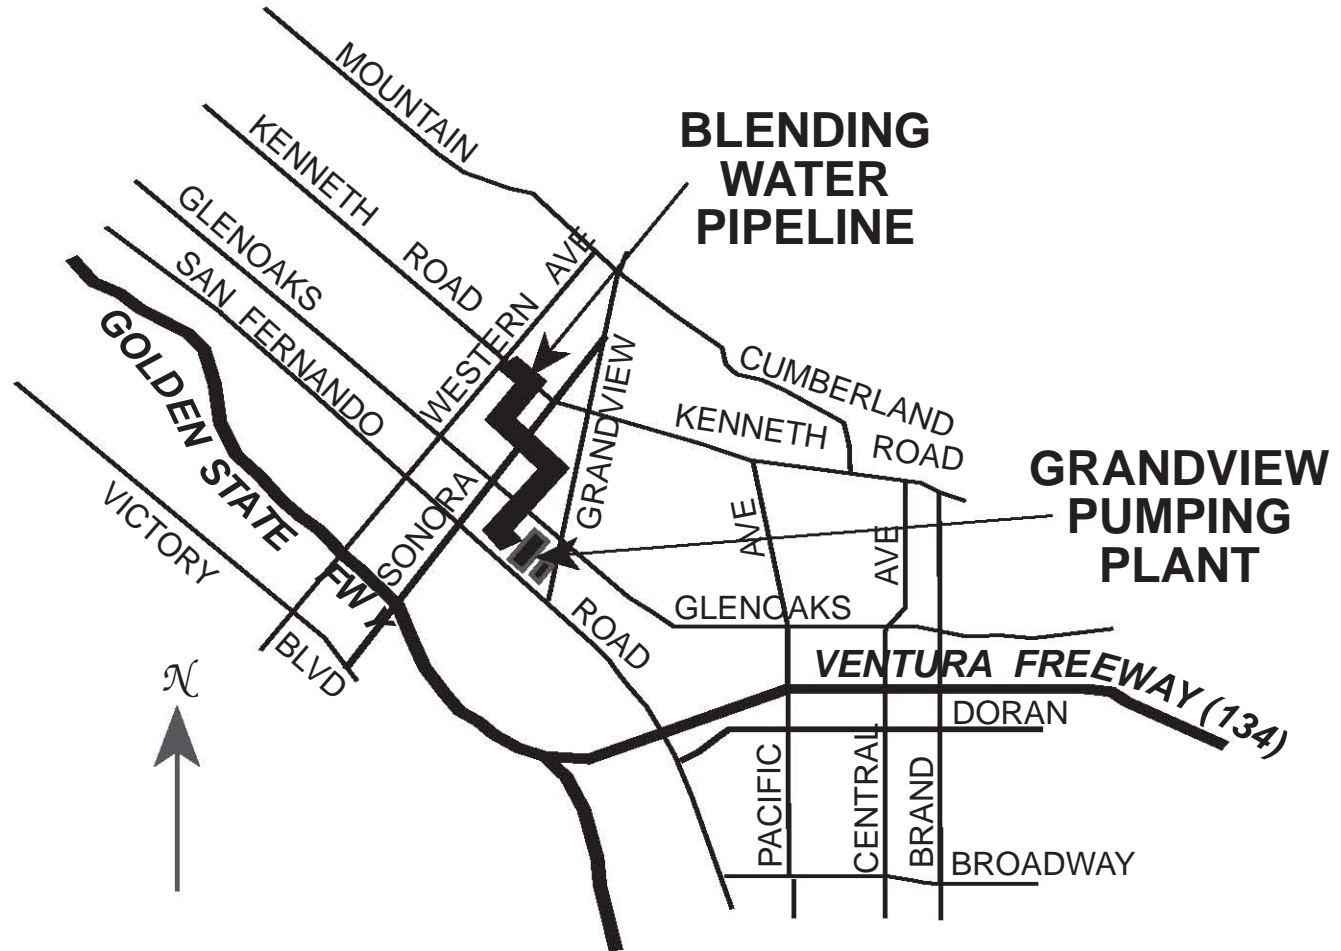 MOUNTAIN
BLENDING
WATER
PIPELINE
KENNETH ROAD
GLENOAKS
SAN FERNANDO
WESTERN AVE
GOLDEN STATE
FWY
GRANDVIEW
CUMBERLAND
KENNETH ROAD
GRANDVIEW
PUMPING
PLANT
VICTORY
SONORA
AVE
AVE
BLVD
ROAD
GLENOAKS
N
VENTURA FREEWAY (134)
DORAN
PACIFIC
CENTRAL
BRAND
BROADWAY